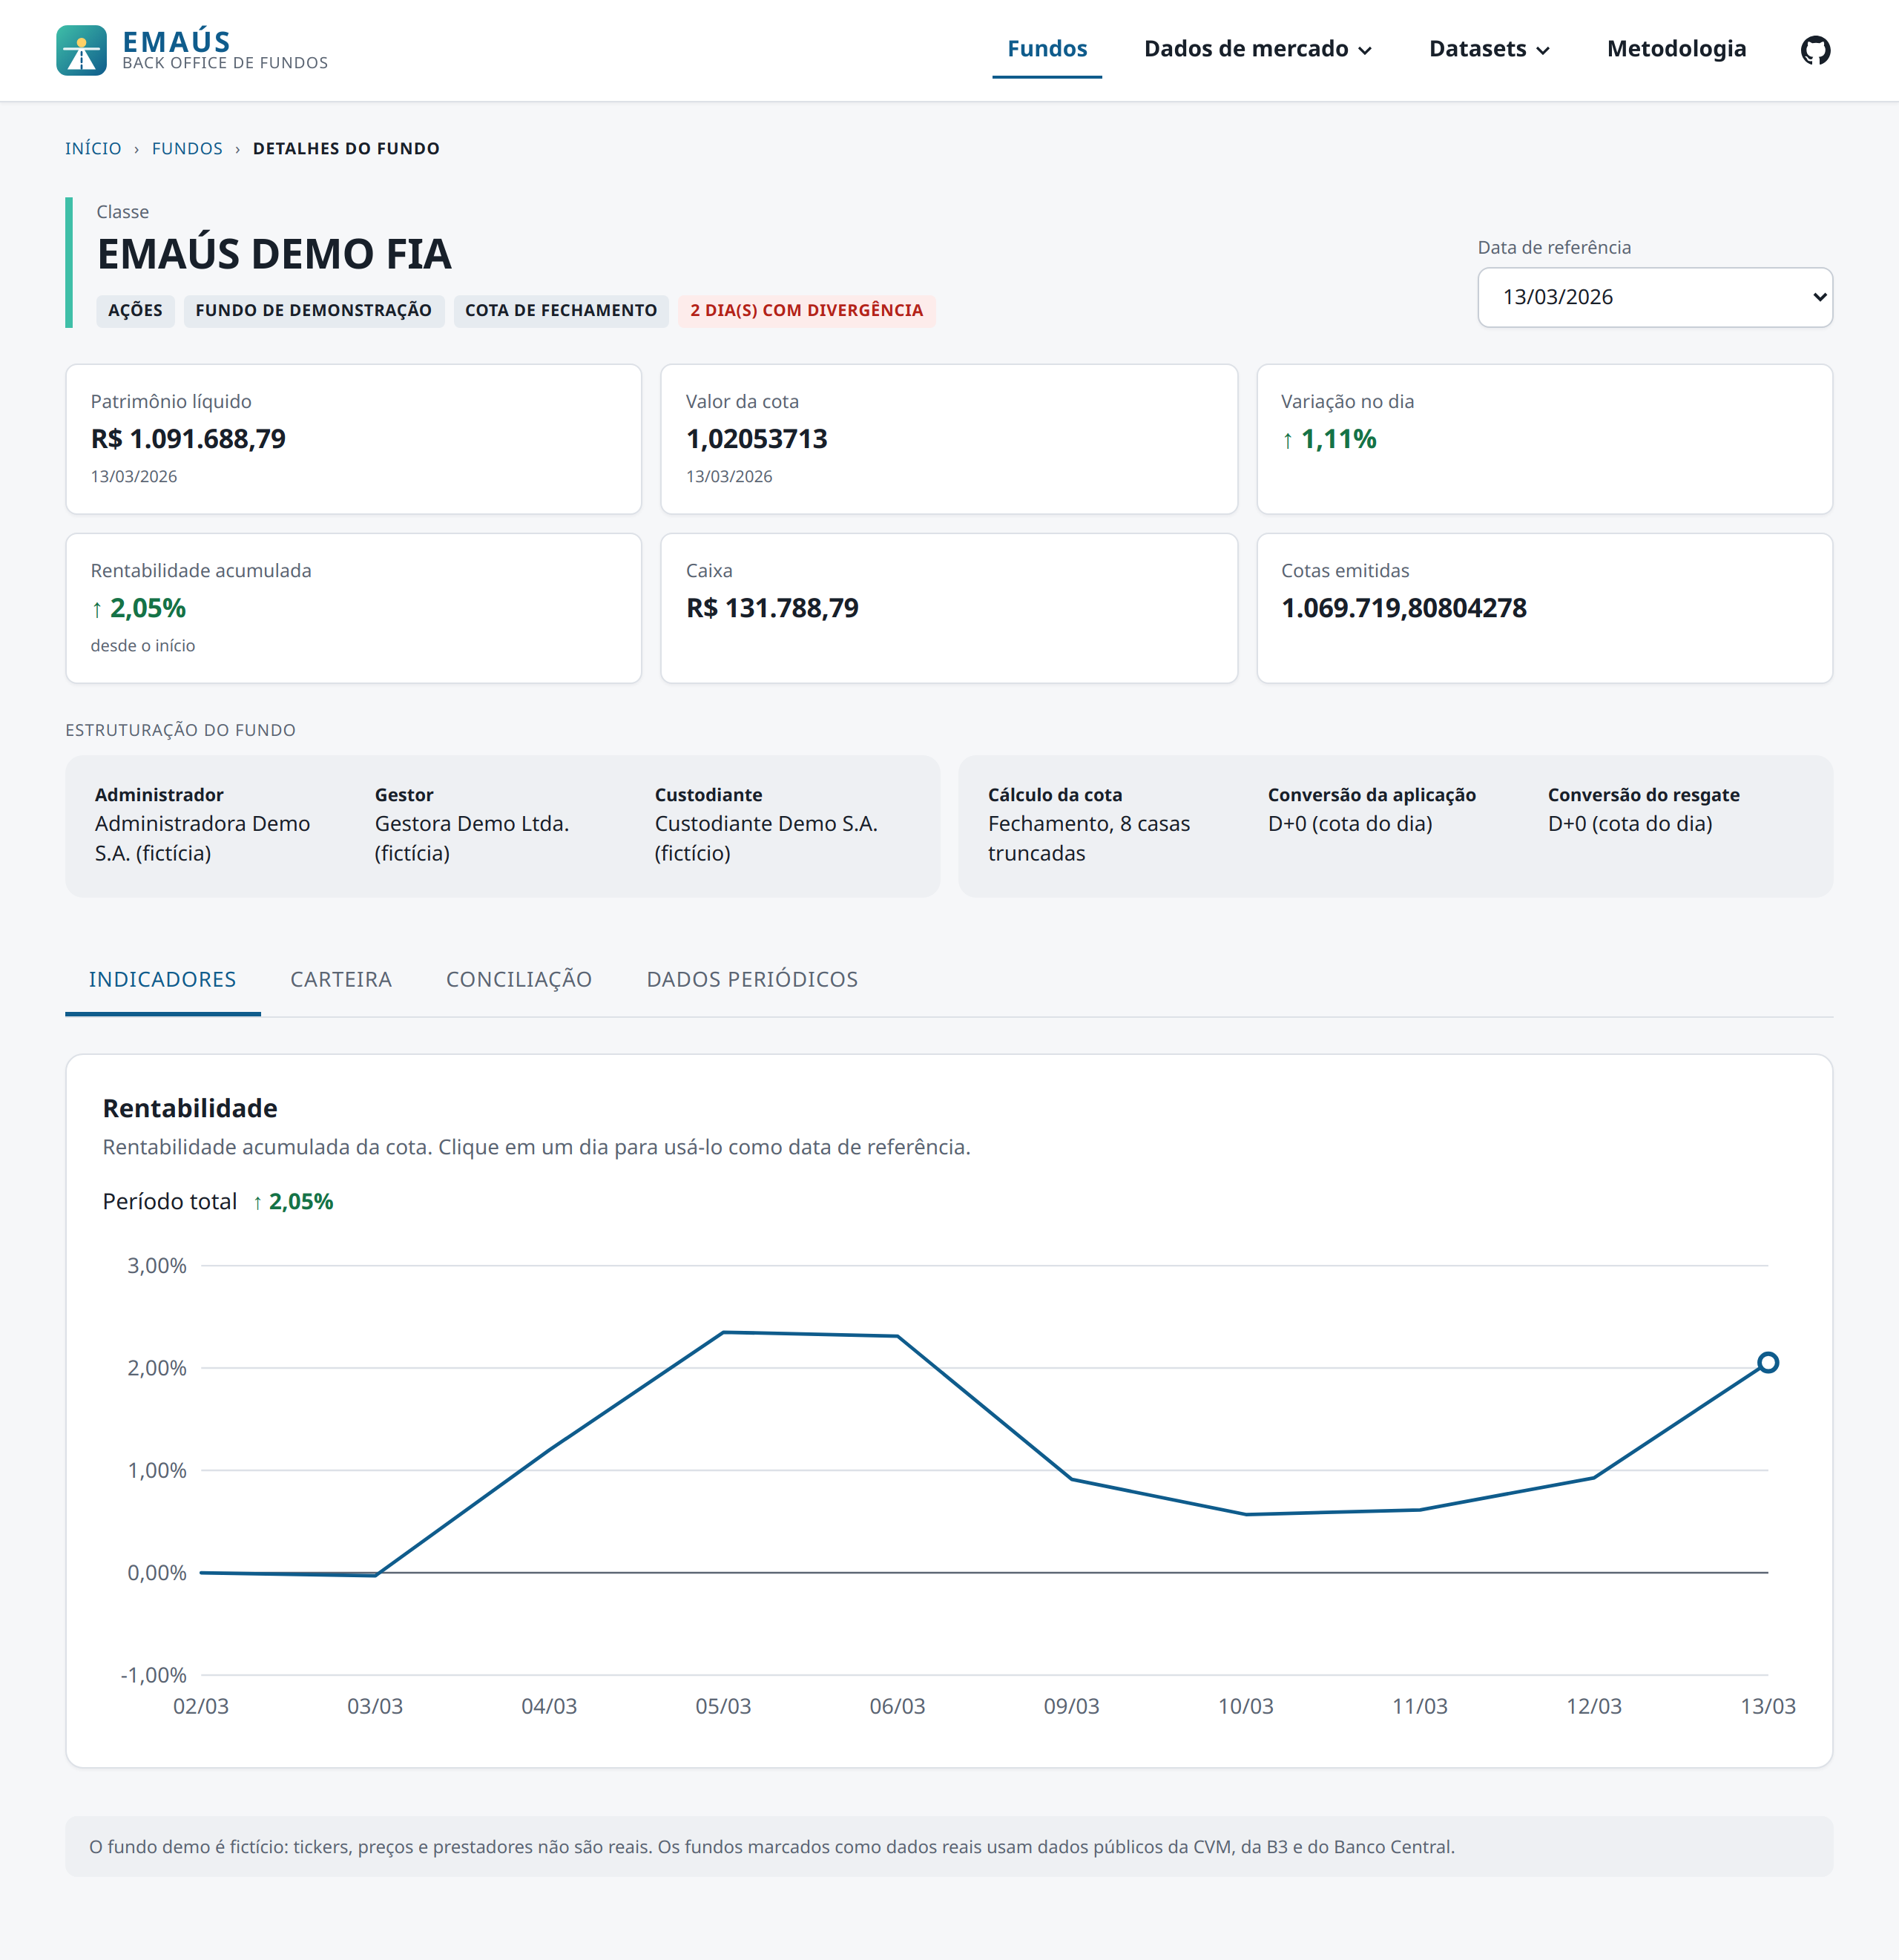 EMAÚS
BACK OFFICE DE FUNDOS
Fundos
Dados de mercado
Datasets
Metodologia
INÍCIO › FUNDOS › DETALHES DO FUNDO
Classe
EMAÚS DEMO FIA
AÇÕES
FUNDO DE DEMONSTRAÇÃO
COTA DE FECHAMENTO
2 DIA(S) COM DIVERGÊNCIA
Data de referência
13/03/2026
Patrimônio líquido
R$ 1.091.688,79
13/03/2026
Valor da cota
1,02053713
13/03/2026
Variação no dia
↑ 1,11%
Rentabilidade acumulada
↑ 2,05%
desde o início
Caixa
R$ 131.788,79
Cotas emitidas
1.069.719,80804278
ESTRUTURAÇÃO DO FUNDO
Administrador
Administradora Demo
S.A. (fictícia)
Gestor
Gestora Demo Ltda.
(fictícia)
Custodiante
Custodiante Demo S.A.
(fictício)
Cálculo da cota
Fechamento, 8 casas
truncadas
Conversão da aplicação
D+0 (cota do dia)
Conversão do resgate
D+0 (cota do dia)
INDICADORES
CARTEIRA
CONCILIAÇÃO
DADOS PERIÓDICOS
Rentabilidade
Rentabilidade acumulada da cota. Clique em um dia para usá-lo como data de referência.
Período total ↑ 2,05%
3,00%
2,00%
1,00%
0,00%
-1,00%
02/03
03/03
04/03
05/03
06/03
09/03
10/03
11/03
12/03
13/03
O fundo demo é fictício: tickers, preços e prestadores não são reais. Os fundos marcados como dados reais usam dados públicos da CVM, da B3 e do Banco Central.